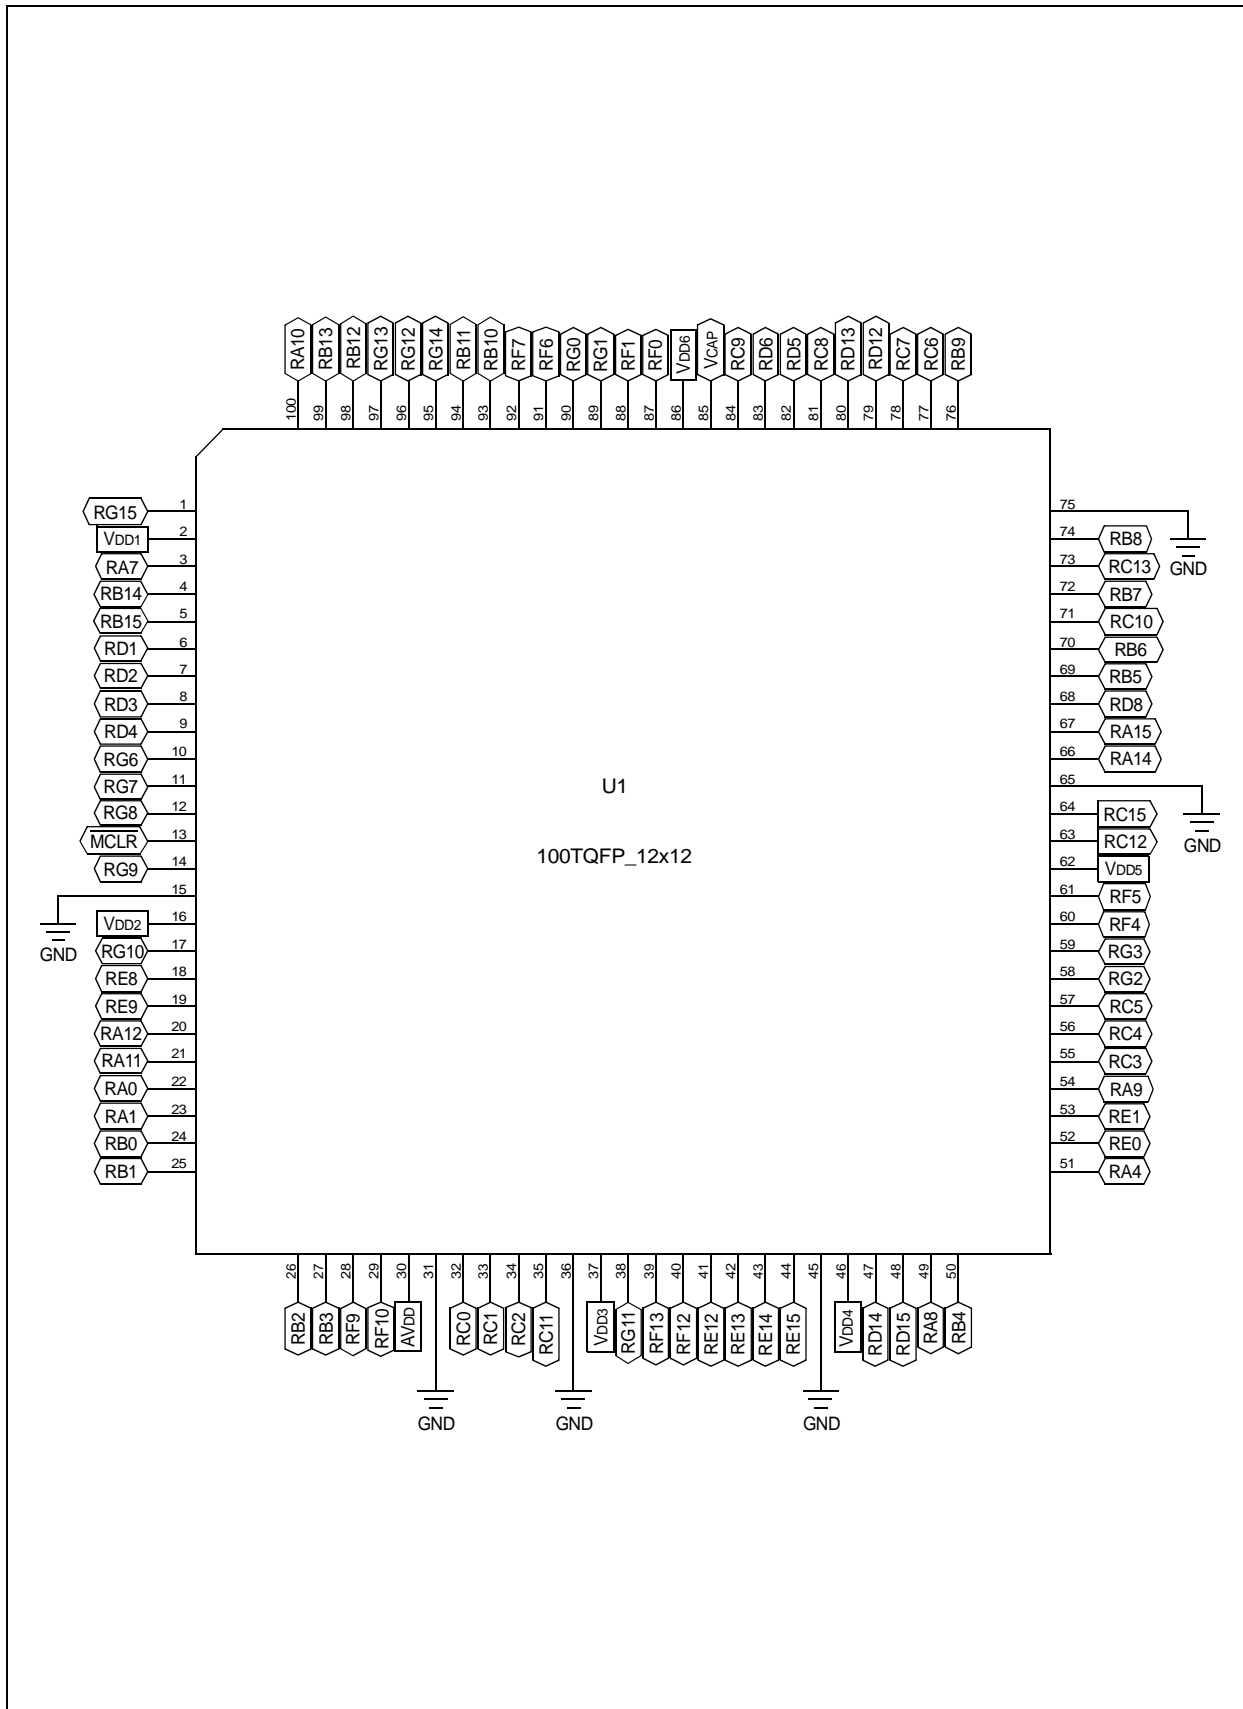 RA10 RB13 RB12 RG13 RG12 RG14 RB11 RB10 RF7 RF6 RG0 RG1 RF1 RF0 VDD6 VCAP RC9 RD6 RD5 RC8 RD13 RD12 RC7 RC6 RB9
100 99 98 97 96 95 94 93 92 91 90 89 88 87 86 85 84 83 82 81 80 79 78 77 76
RG15 1
VDD1 2
RA7 3
RB14 4
RB15 5
RD1 6
RD2 7
RD3 8
RD4 9
RG6 10
RG7 11
RG8 12
MCLR 13
RG9 14
15
GND
VDD2 16
RG10 17
RE8 18
RE9 19
RA12 20
RA11 21
RA0 22
RA1 23
RB0 24
RB1 25
U1
100TQFP_12x12
75
GND
74 RB8
73 RC13
72 RB7
71 RC10
70 RB6
69 RB5
68 RD8
67 RA15
66 RA14
65
GND
64 RC15
63 RC12
62 VDD5
61 RF5
60 RF4
59 RG3
58 RG2
57 RC5
56 RC4
55 RC3
54 RA9
53 RE1
52 RE0
51 RA4
26 27 28 29 30 31 32 33 34 35 36 37 38 39 40 41 42 43 44 45 46 47 48 49 50
RB2 RB3 RF9 RF10 AVDD RC0 RC1 RC2 RC11 VDD3 RG11 RF13 RF12 RE12 RE13 RE14 RE15 VDD4 RD14 RD15 RA8 RB4
GND GND GND